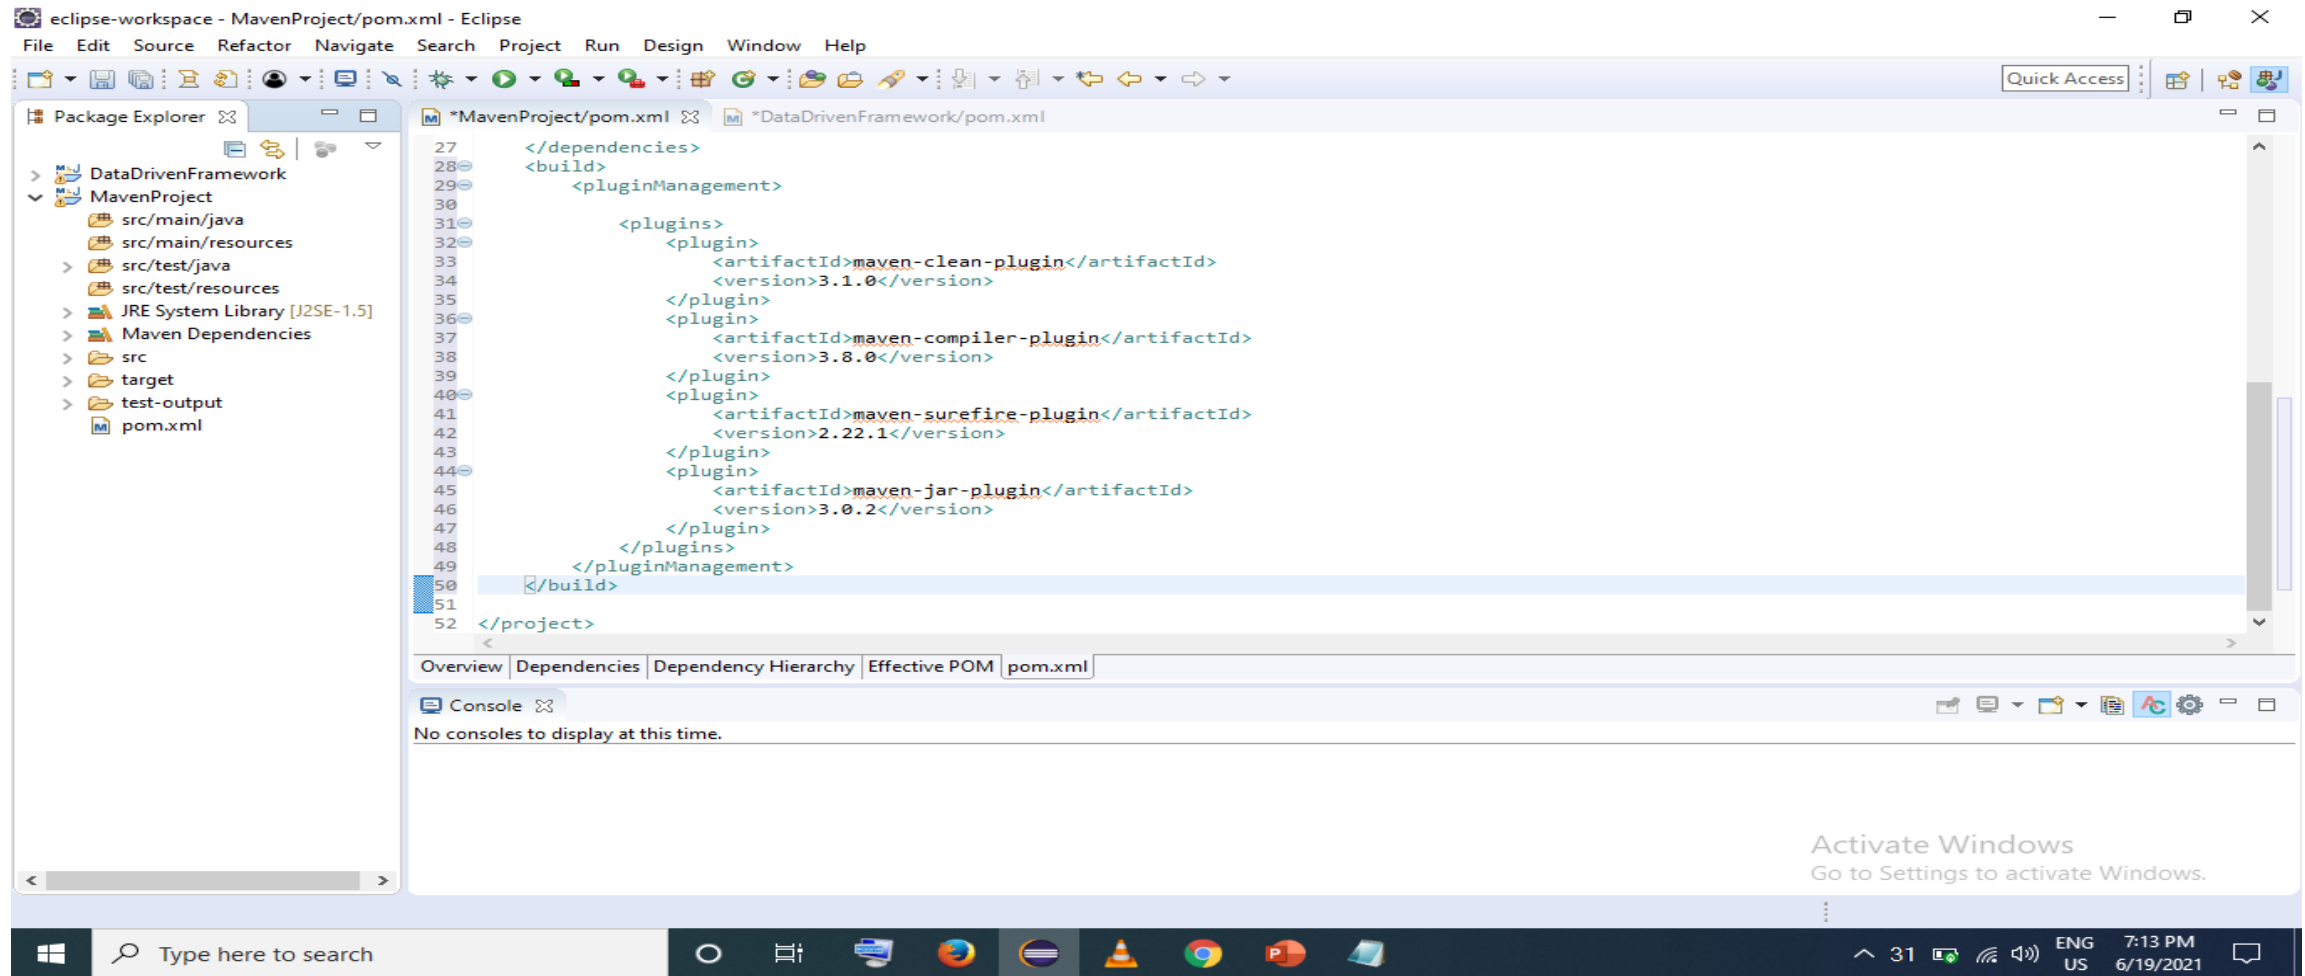 eclipse-workspace - MavenProject/pom.xml - Eclipse
File Edit Source Refactor Navigate Search Project Run Design Window Help
Quick Access
Package Explorer
DataDrivenFramework
MavenProject
src/main/java
src/main/resources
src/test/java
src/test/resources
JRE System Library [J2SE-1.5]
Maven Dependencies
src
target
test-output
pom.xml
*MavenProject/pom.xml *DataDrivenFramework/pom.xml
27 </dependencies>
28 <build>
29 <pluginManagement>
30
31 <plugins>
32 <plugin>
33 <artifactId>maven-clean-plugin</artifactId>
34 <version>3.1.0</version>
35 </plugin>
36 <plugin>
37 <artifactId>maven-compiler-plugin</artifactId>
38 <version>3.8.0</version>
39 </plugin>
40 <plugin>
41 <artifactId>maven-surefire-plugin</artifactId>
42 <version>2.22.1</version>
43 </plugin>
44 <plugin>
45 <artifactId>maven-jar-plugin</artifactId>
46 <version>3.0.2</version>
47 </plugin>
48 </plugins>
49 </pluginManagement>
50 </build>
51
52 </project>
Overview Dependencies Dependency Hierarchy Effective POM pom.xml
Console
No consoles to display at this time.
Activate Windows
Go to Settings to activate Windows.
Type here to search
31
ENG
US
7:13 PM
6/19/2021